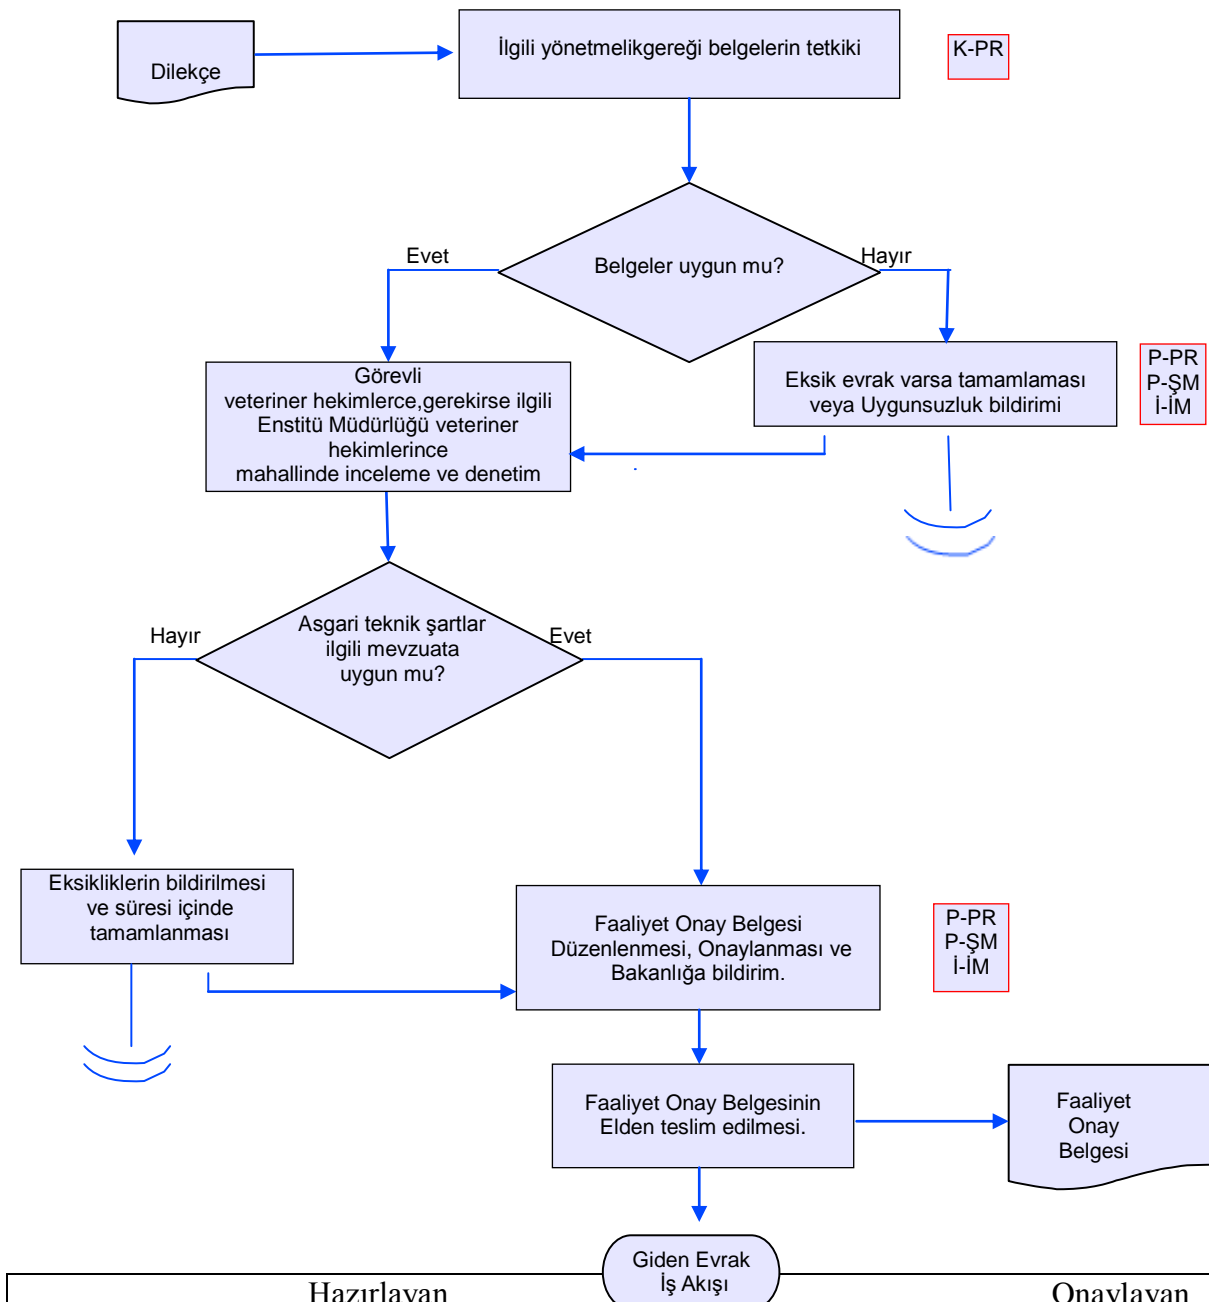 Dilekçe
İlgili yönetmelikgereği belgelerin tetkiki
K-PR
Belgeler uygun mu?
Evet
Hayır
Görevli
veteriner hekimlerce,gerekirse ilgili
Enstitü Müdürlüğü veteriner
hekimlerince
mahallinde inceleme ve denetim
Eksik evrak varsa tamamlaması
veya Uygunsuzluk bildirimi
P-PR
P-ŞM
İ-İM
Asgari teknik şartlar
ilgili mevzuata
uygun mu?
Hayır
Evet
Eksikliklerin bildirilmesi
ve süresi içinde
tamamlanması
Faaliyet Onay Belgesi
Düzenlenmesi, Onaylanması ve
Bakanlığa bildirim.
P-PR
P-ŞM
İ-İM
Faaliyet Onay Belgesinin
Elden teslim edilmesi.
Faaliyet
Onay
Belgesi
Giden Evrak
İş Akışı
Hazırlayan
Onaylayan